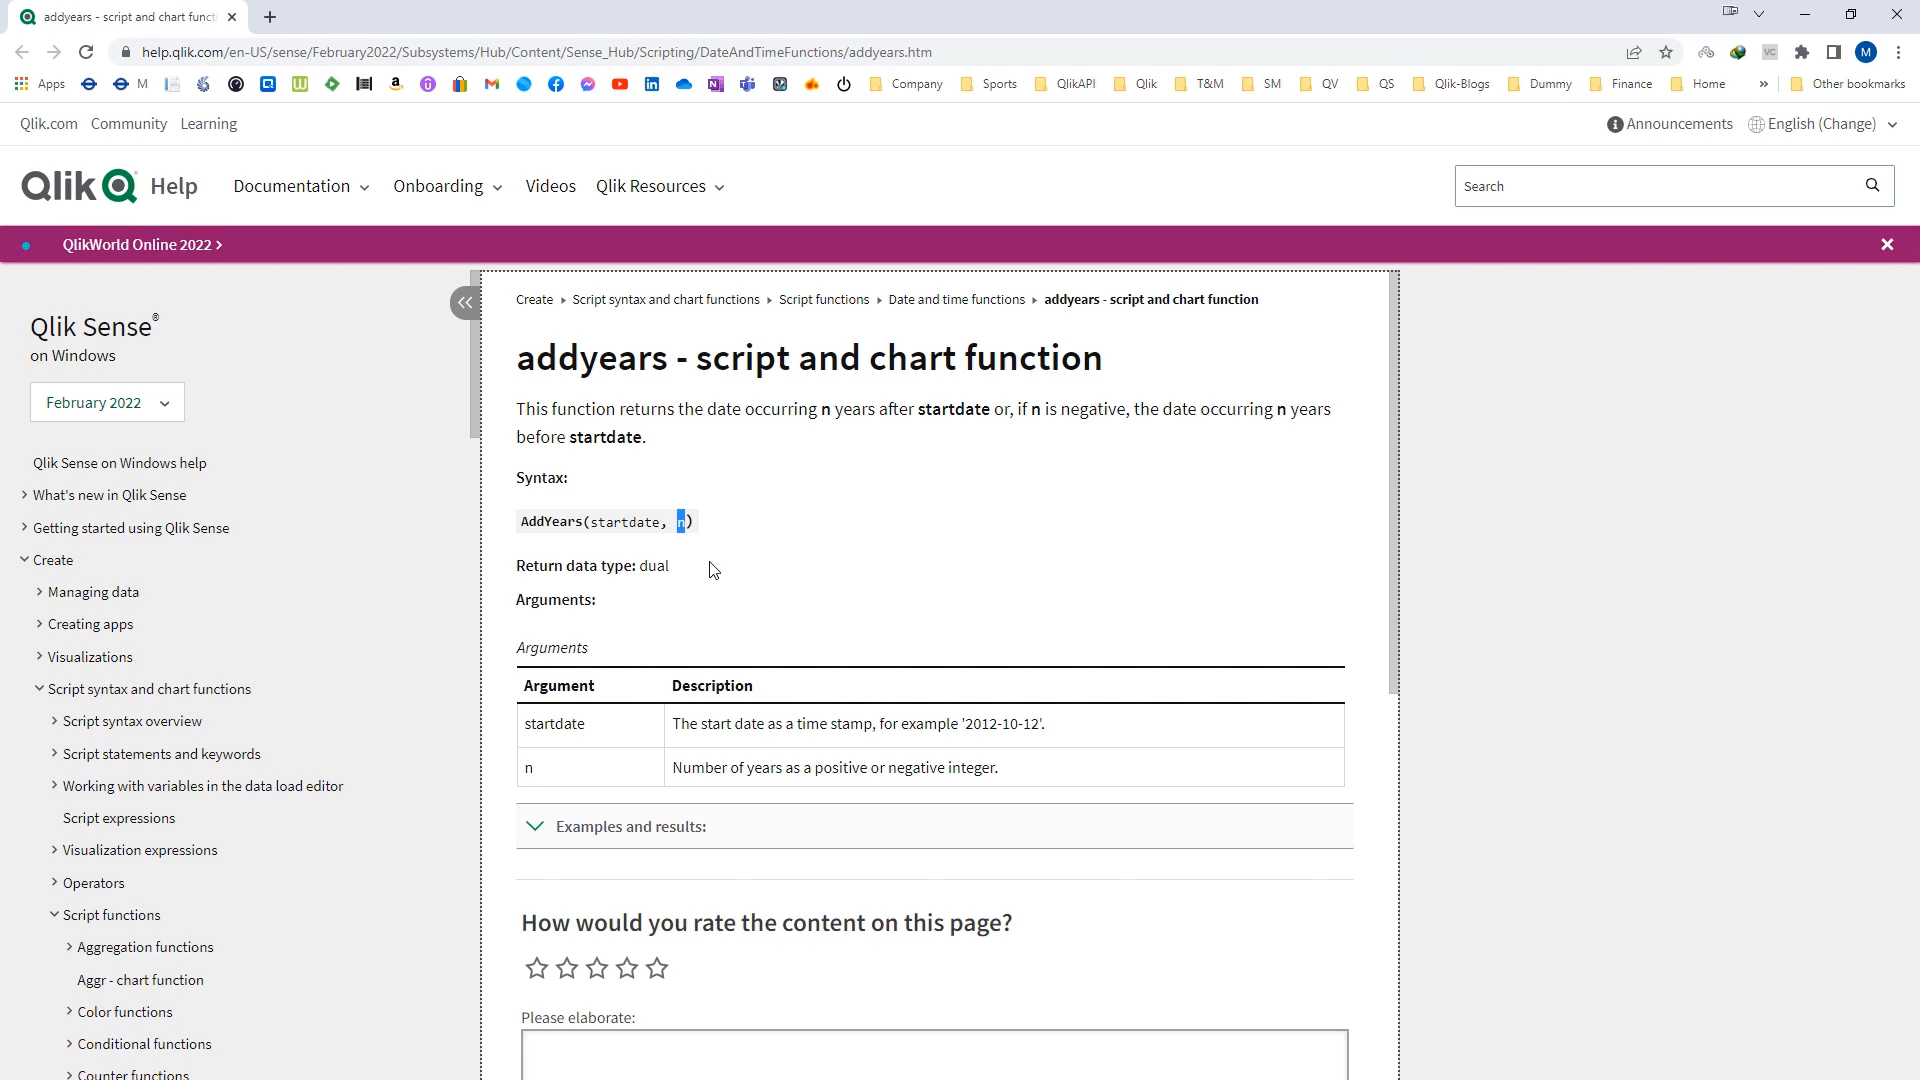 addyears - script and chart funct
help.qlik.com/en-US/sense/February2022/Subsystems/Hub/Content/Sense_Hub/Scripting/DateAndTimeFunctions/addyears.htm
VC
M
Apps
M
Company
Sports
QlikAPI
Qlik
T&M
SM
QV
QS
Qlik-Blogs
Dummy
Finance
Home
»
Other bookmarks
Qlik.com Community Learning
Announcements English (Change)
Qlik Help Documentation Onboarding Videos Qlik Resources
Search
QlikWorld Online 2022 >
Qlik Sense®
on Windows
February 2022
Qlik Sense on Windows help
What's new in Qlik Sense
Getting started using Qlik Sense
Create
Managing data
Creating apps
Visualizations
Script syntax and chart functions
Script syntax overview
Script statements and keywords
Working with variables in the data load editor
Script expressions
Visualization expressions
Operators
Script functions
Aggregation functions
Aggr - chart function
Color functions
Conditional functions
Counter functions
Create Script syntax and chart functions Script functions Date and time functions addyears - script and chart function
addyears - script and chart function
This function returns the date occurring n years after startdate or, if n is negative, the date occurring n years
before startdate.
Syntax:
AddYears(startdate, n)
Return data type: dual
Arguments:
Arguments
Argument Description
startdate The start date as a time stamp, for example '2012-10-12'.
n Number of years as a positive or negative integer.
Examples and results:
How would you rate the content on this page?
Please elaborate: